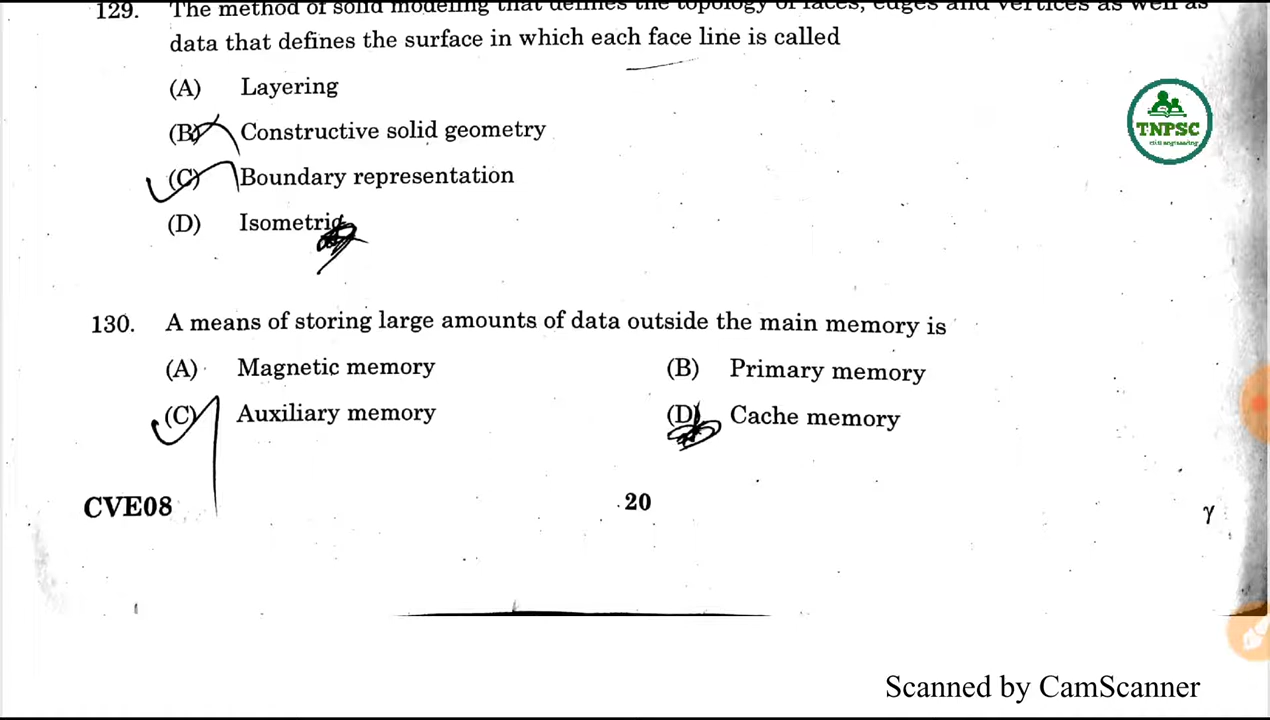 129. The method of solid modeling that defines the topology of faces, edges and vertices as well as
data that defines the surface in which each face line is called
(A) Layering
(B) Constructive solid geometry
(C) Boundary representation
(D) Isometric
TNPSC
130. A means of storing large amounts of data outside the main memory is
(A) Magnetic memory (B) Primary memory
(C) Auxiliary memory (D) Cache memory
CVE08 20 γ
Scanned by CamScanner